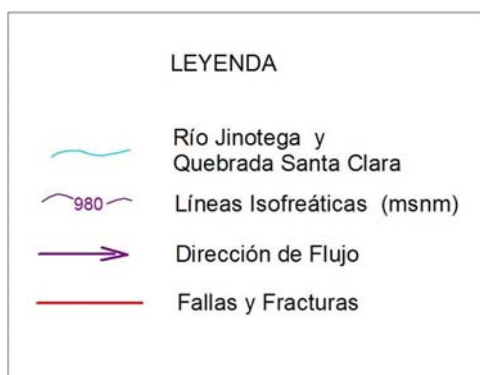 LEYENDA
Río Jinotega y
Quebrada Santa Clara
980 Líneas Isofreáticas (msnm)
Dirección de Flujo
Fallas y Fracturas